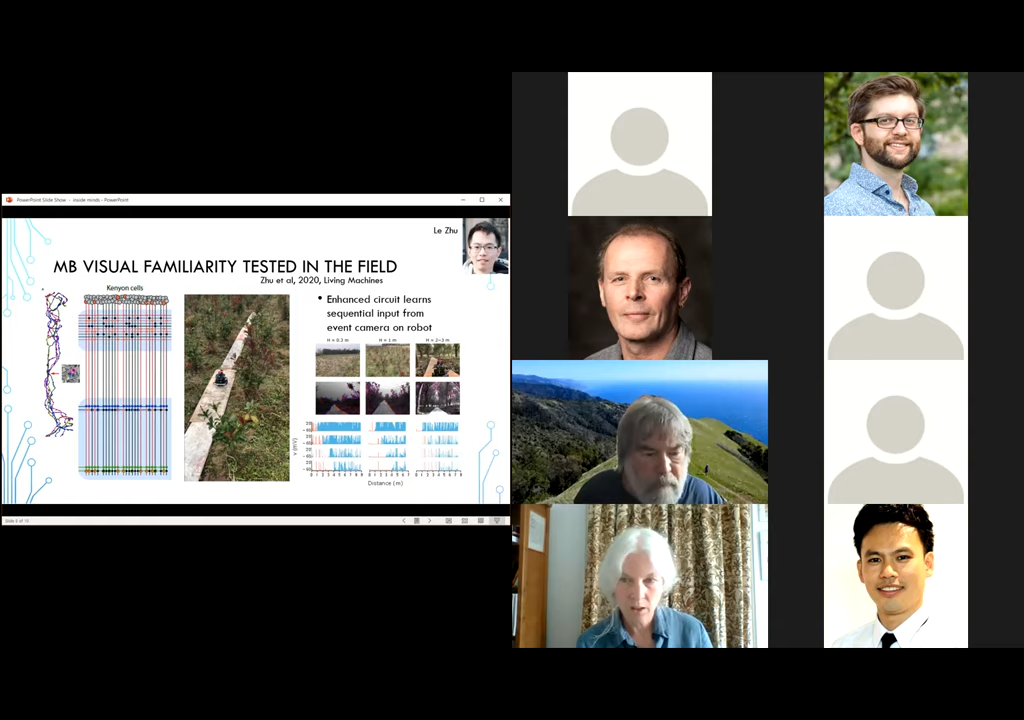 PowerPoint Slide Show - inside minds - PowerPoint
Le Zhu
MB VISUAL FAMILIARITY TESTED IN THE FIELD
Zhu et al, 2020, Living Machines
Kenyon cells
• Enhanced circuit learns
sequential input from
event camera on robot
H = 0.3 m
H = 1 m
H = 2~3 m
Distance (m)